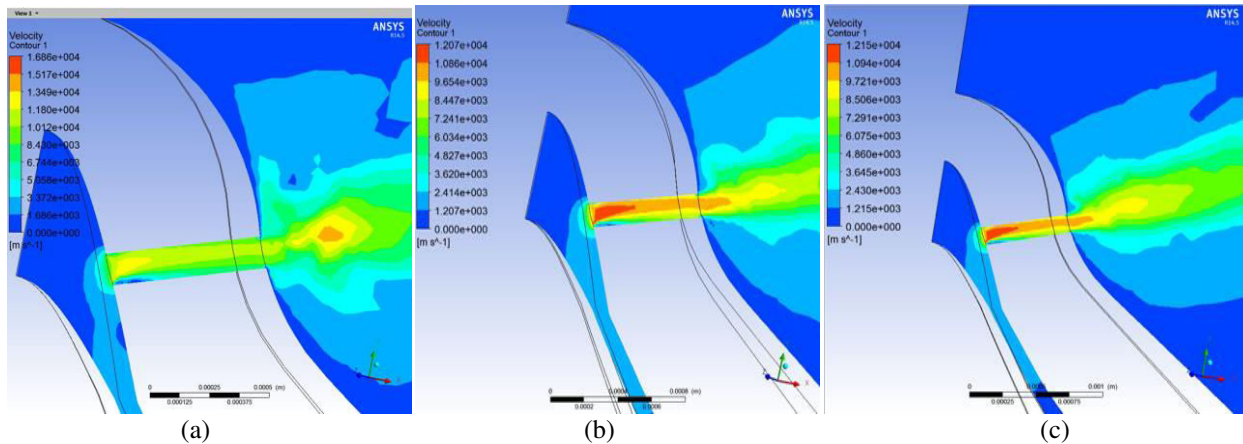 View 1
ANSYS
R14.5
Velocity
Contour 1
1.686e+004
1.517e+004
1.349e+004
1.180e+004
1.012e+004
8.430e+003
6.744e+003
5.058e+003
3.372e+003
1.686e+003
0.000e+000
[m s^-1]
0 0.00025 0.0005 (m)
0.000125 0.000375
(a)
ANSYS
R14.5
Velocity
Contour 1
1.207e+004
1.086e+004
9.654e+003
8.447e+003
7.241e+003
6.034e+003
4.827e+003
3.621e+003
2.414e+003
1.207e+003
0.000e+000
[m s^-1]
0 0.0004 0.0008 (m)
0.0002 0.0006
(b)
ANSYS
R14.5
Velocity
Contour 1
1.215e+004
1.094e+004
9.721e+003
8.506e+003
7.291e+003
6.075e+003
4.860e+003
3.645e+003
2.430e+003
1.215e+003
0.000e+000
[m s^-1]
0 0.0005 0.001 (m)
0.00025 0.00075
(c)